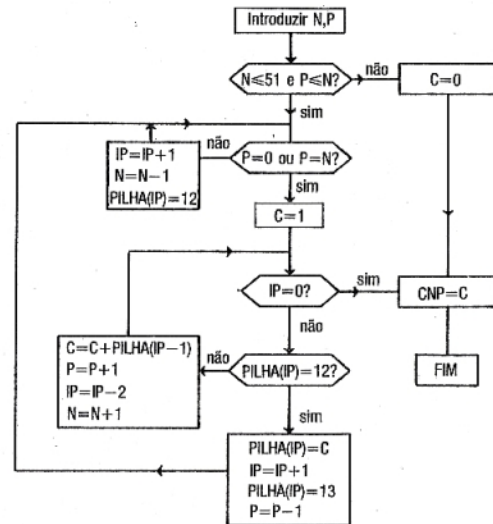 Introduzir N,P
N≤51 e P≤N?
não
C=0
sim
P=0 ou P=N?
não
IP=IP+1
N=N−1
PILHA(IP)=12
sim
C=1
IP=0?
sim
CNP=C
não
FIM
PILHA(IP)=12?
não
C=C+PILHA(IP−1)
P=P+1
IP=IP−2
N=N+1
sim
PILHA(IP)=C
IP=IP+1
PILHA(IP)=13
P=P−1